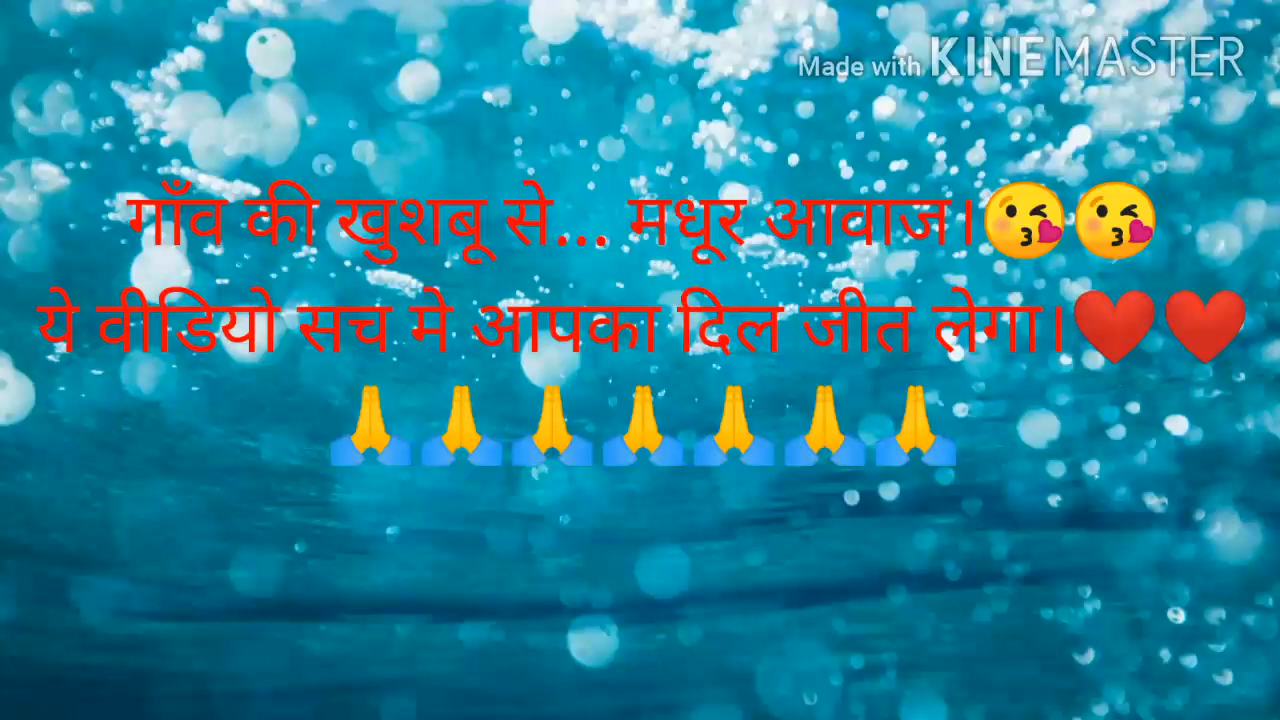 Made with KINEMASTER
गाँव की खुशबू से... मधूर आवाज।😘😘
ये वीडियो सच मे आपका दिल जीत लेगा।❤️❤️
🙏🙏🙏🙏🙏🙏🙏